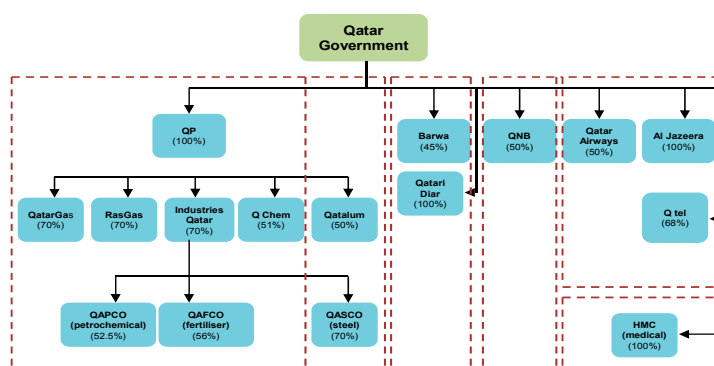 Qatar
Government
QP
(100%)
Barwa
(45%)
QNB
(50%)
Qatar
Airways
(50%)
Al Jazeera
(100%)
Qatari
Diar
(100%)
QatarGas
(70%)
RasGas
(70%)
Industries
Qatar
(70%)
Q Chem
(51%)
Qatalum
(50%)
Q tel
(68%)
QAPCO
(petrochemical)
(52.5%)
QAFCO
(fertiliser)
(56%)
QASCO
(steel)
(70%)
HMC
(medical)
(100%)